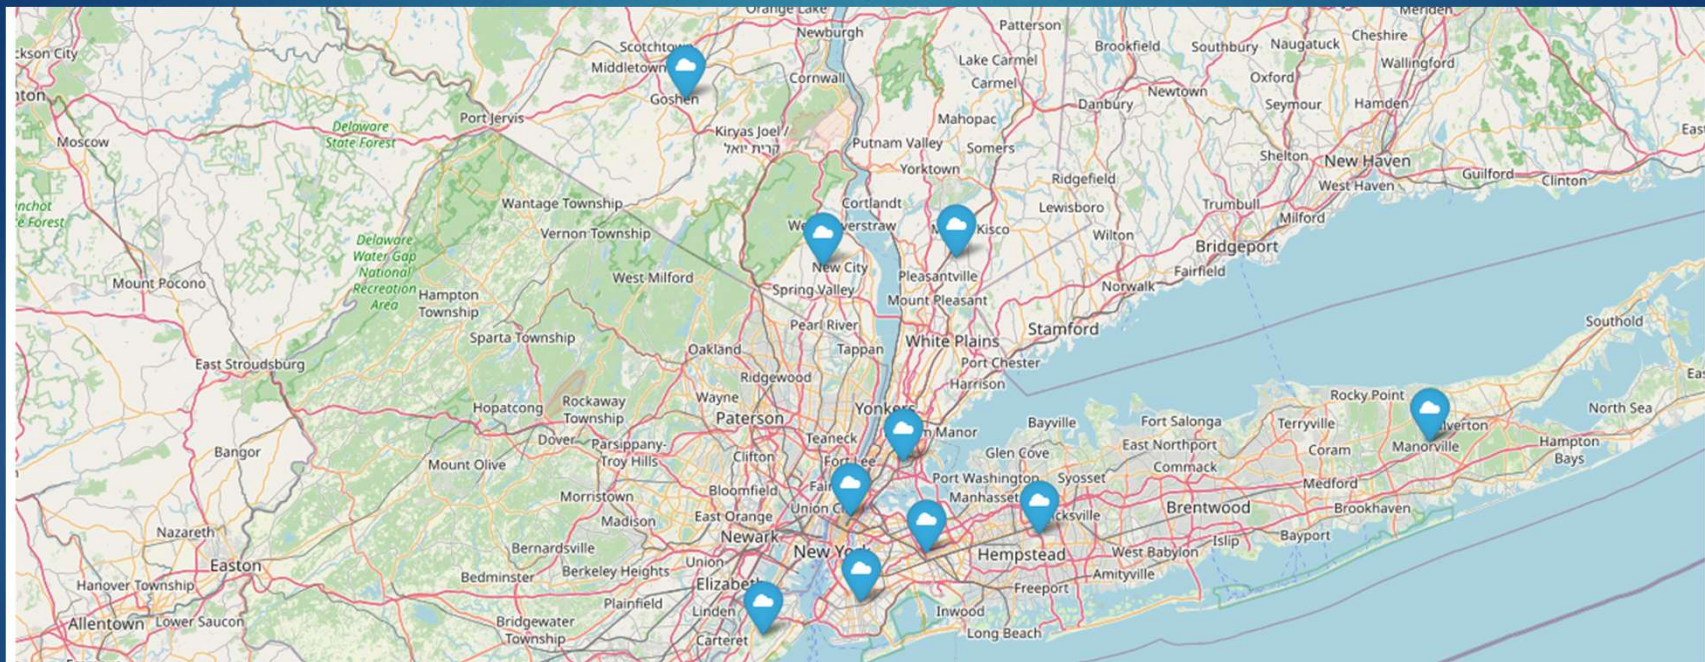 Orange Lake
Meriden
Patterson
Newburgh
Cheshire
Scotchtown
Brookfield
Southbury
Naugatuck
ckson City
Lake Carmel
Wallingford
Middletown
Cornwall
Oxford
Carmel
Newtown
nton
Goshen
Danbury
Seymour
Hamden
Port Jervis
Mahopac
Delaware
State Forest
Kiryas Joel /
קרית יואל
Moscow
Putnam Valley
Somers
Shelton
New Haven
Yorktown
Guilford
Ridgefield
Clinton
West Haven
nchot
e Forest
Wantage Township
Cortlandt
Lewisboro
Trumbull
Milford
We
verstraw
Kisco
Vernon Township
Wilton
Delaware
Water Gap
National
Recreation
Area
Bridgeport
New City
Fairfield
West Milford
Pleasantville
Mount Pocono
Norwalk
Spring Valley
Hampton
Township
Mount Pleasant
Pearl River
Southold
Stamford
Sparta Township
White Plains
Oakland
Tappan
East Stroudsburg
Port Chester
Ridgewood
Harrison
Rocky Point
Wayne
Hopatcong
Rockaway
Township
Yonkers
North Sea
Paterson
Bayville
Fort Salonga
Terryville
lverton
m Manor
Teaneck
Dover
Parsippany-
Troy Hills
East Northport
Manorville
Hampton
Bays
Bangor
Clifton
Glen Cove
Coram
Mount Olive
Fort Lee
Commack
Port Washington
Syosset
Medford
Bloomfield
Fai
Morristown
Manhasset
Union C
Brentwood
Brookhaven
East Orange
cksville
Madison
Nazareth
Newark
Islip
Bayport
Bernardsville
New York
Hempstead
West Babylon
Easton
Union
Berkeley Heights
Amityville
Bedminster
Hanover Township
Elizabeth
Freeport
Plainfield
Linden
Inwood
Allentown
Lower Saucon
Bridgewater
Township
Long Beach
Carteret